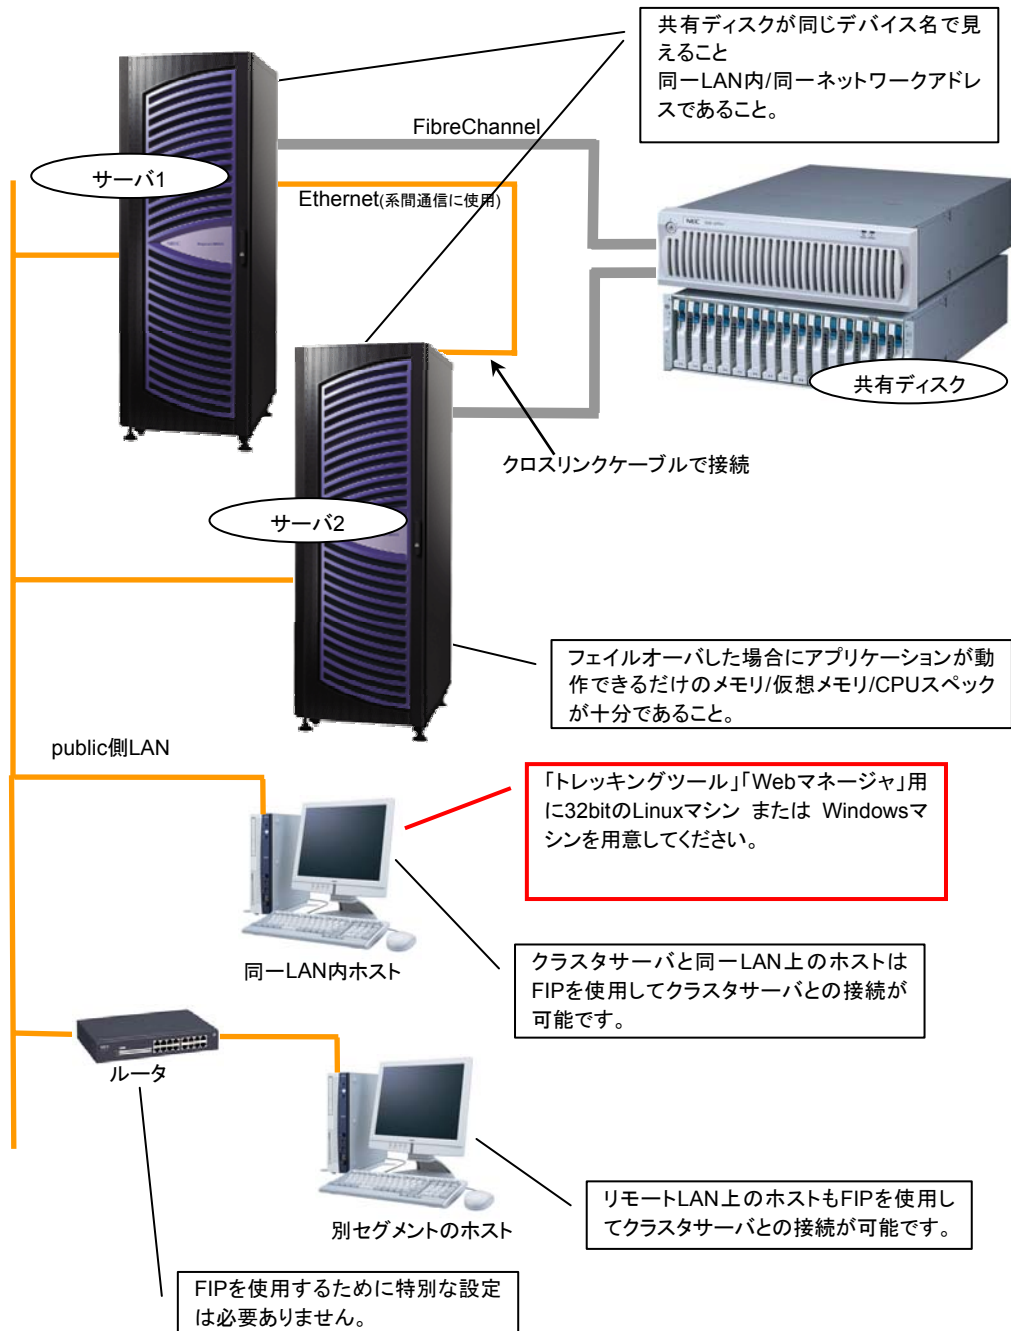 共有ディスクが同じデバイス名で見
えること
同一LAN内/同一ネットワークアドレ
スであること。
FibreChannel
サーバ1
Ethernet(系間通信に使用)
NEC
共有ディスク
クロスリンクケーブルで接続
サーバ2
フェイルオーバした場合にアプリケーションが動
作できるだけのメモリ/仮想メモリ/CPUスペック
が十分であること。
public側LAN
「トレッキングツール」「Webマネージャ」用
に32bitのLinuxマシン または Windowsマ
シンを用意してください。
同一LAN内ホスト
クラスタサーバと同一LAN上のホストは
FIPを使用してクラスタサーバとの接続が
可能です。
ルータ
別セグメントのホスト
リモートLAN上のホストもFIPを使用し
てクラスタサーバとの接続が可能です。
FIPを使用するために特別な設定
は必要ありません。